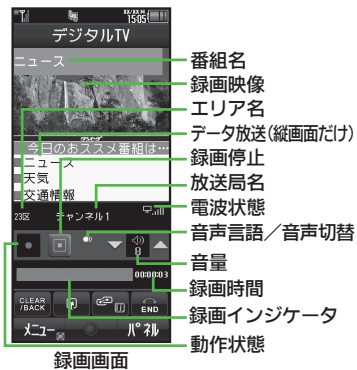 15:05
デジタルTV
ニュース
番組名
録画映像
エリア名
データ放送(縦画面だけ)
今日のおススメ番組は…
ニュース
録画停止
天気
交通情報
放送局名
23区
チャンネル1
電波状態
音声言語／音声切替
8
音量
00:00:03
録画時間
CLEAR
/BACK
END
録画インジケータ
メニュー
パネル
動作状態
録画画面